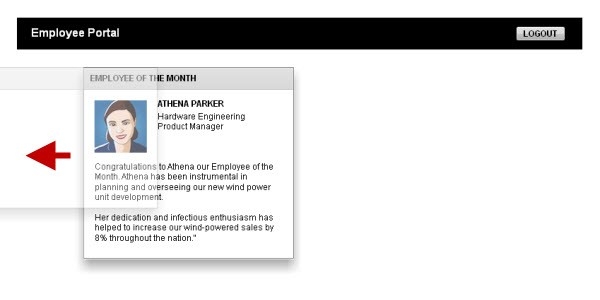 Employee Portal
LOGOUT
EMPLOYEE OF THE MONTH
ATHENA PARKER
Hardware Engineering
Product Manager
Congratulations to Athena our Employee of the
Month. Athena has been instrumental in
planning and overseeing our new wind power
unit development.
Her dedication and infectious enthusiasm has
helped to increase our wind-powered sales by
8% throughout the nation."